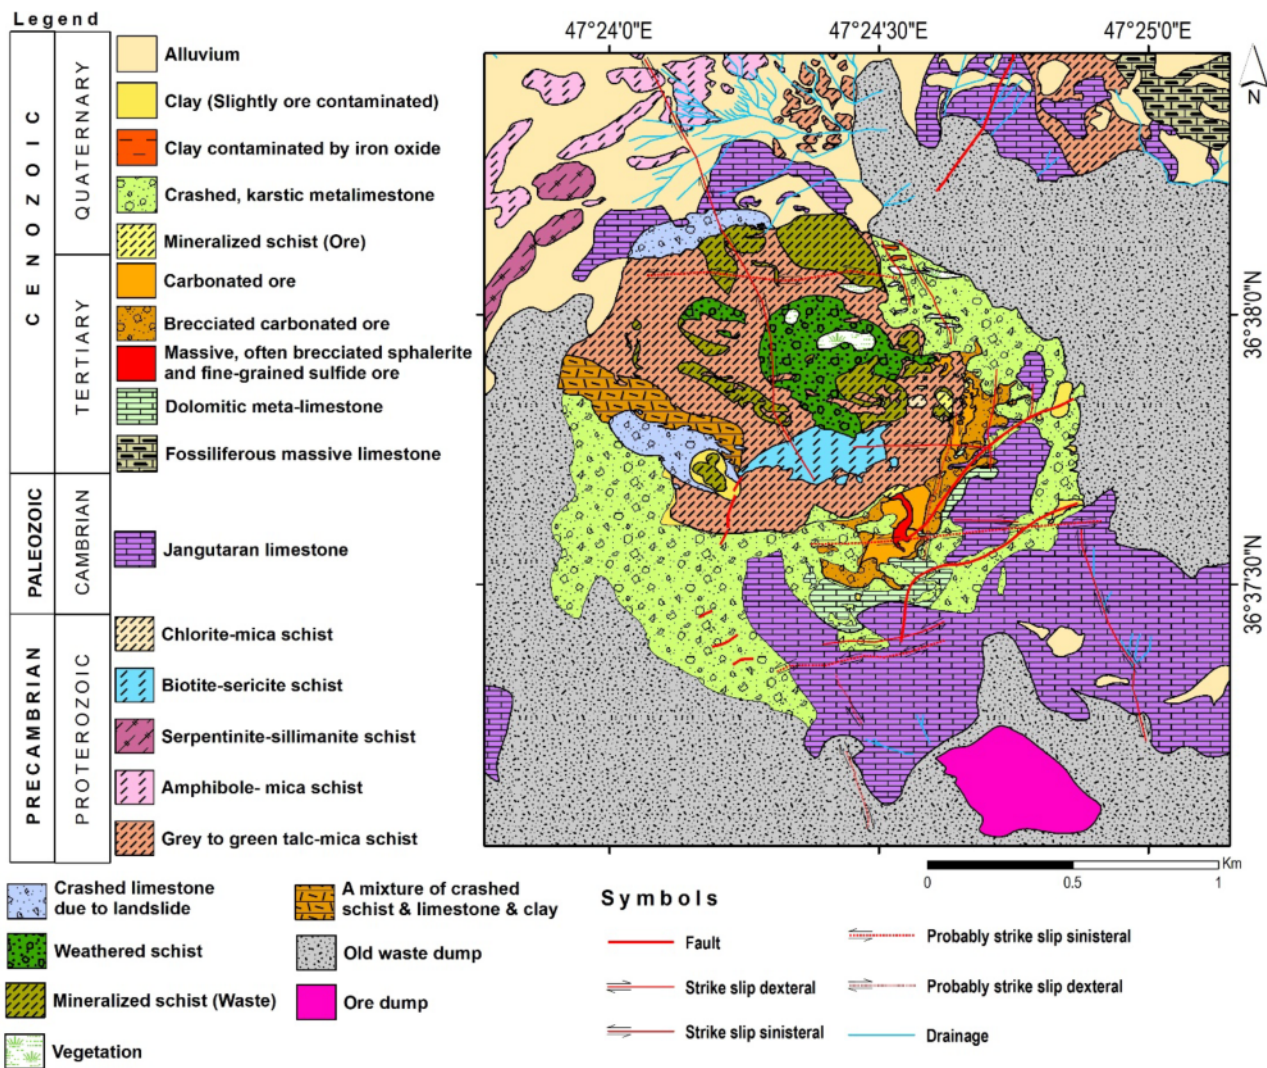 Legend
CENOZOIC
QUATERNARY
TERTIARY
PALEOZOIC
CAMBRIAN
PRECAMBRIAN
PROTEROZOIC
Alluvium
Clay (Slightly ore contaminated)
Clay contaminated by iron oxide
Crashed, karstic metalimestone
Mineralized schist (Ore)
Carbonated ore
Brecciated carbonated ore
Massive, often brecciated sphalerite
and fine-grained sulfide ore
Dolomitic meta-limestone
Fossiliferous massive limestone
Jangutaran limestone
Chlorite-mica schist
Biotite-sericite schist
Serpentinite-sillimanite schist
Amphibole- mica schist
Grey to green talc-mica schist
Crashed limestone
due to landslide
Weathered schist
Mineralized schist (Waste)
Vegetation
A mixture of crashed
schist & limestone & clay
Old waste dump
Ore dump
47°24'0"E
47°24'30"E
47°25'0"E
N
36°38'0"N
36°37'30"N
Km
0
0.5
1
Symbols
Fault
Strike slip dexteral
Strike slip sinisteral
Probably strike slip sinisteral
Probably strike slip dexteral
Drainage